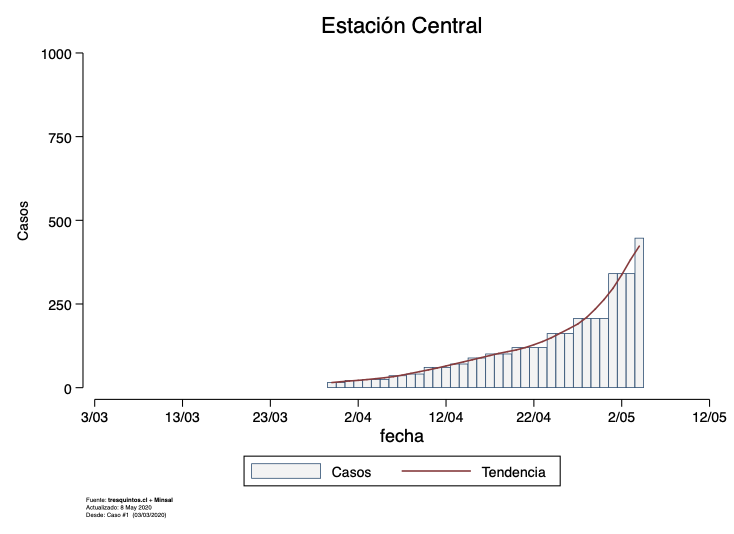 Estación Central
1000
750
500
250
0
Casos
3/03 13/03 23/03 2/04 12/04 22/04 2/05 12/05
fecha
Casos Tendencia
Fuente: tresquintos.cl + Minsal
Actualizado: 8 May 2020
Desde: Caso #1 (03/03/2020)